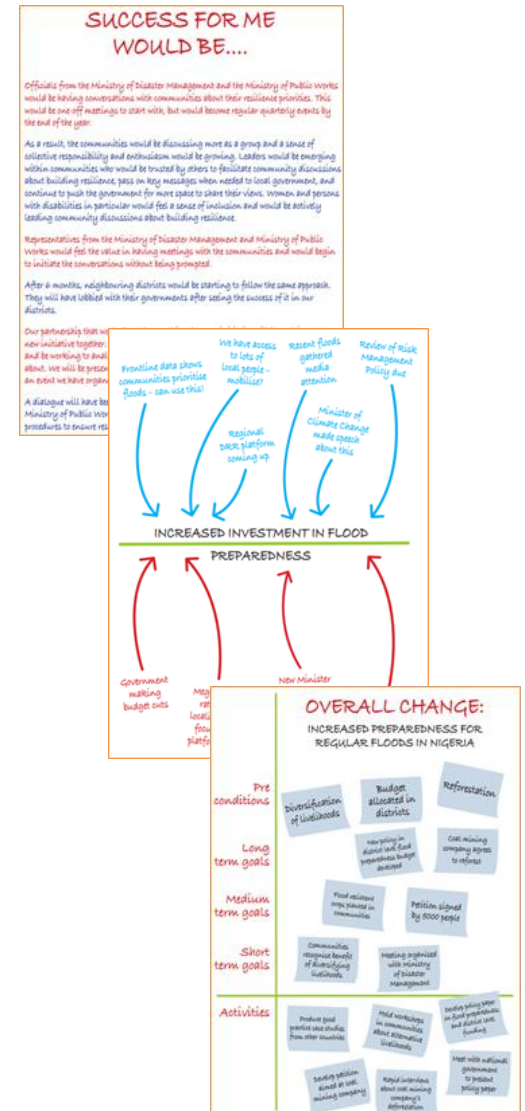 SUCCESS FOR ME
WOULD BE....
Officials from the Ministry of Disaster Management and the Ministry of Public Works
would be having conversations with communities about their resilience priorities. This
would be one-off meetings to start with, but would become regular quarterly events by
the end of the year.
As a result, the communities would be discussing more as a group and a sense of
collective responsibility and enthusiasm would be growing. Leaders would be emerging
within communities who would be trusted by others to facilitate community discussions
about building resilience, pass on key messages when needed to local government, and
continue to push the government for more space to share their views. Women and persons
with disabilities in particular would feel a sense of inclusion and would be actively
leading community discussions about building resilience.
Representatives from the Ministry of Disaster Management and Ministry of Public
Works would feel the value in having meetings with the communities and would begin
to initiate the conversations without being prompted.
After 6 months, neighbouring districts would be starting to follow the same approach.
They will have lobbied with their governments after seeing the success of it in our
districts.
Our partnership that
new initiative together.
and be working to
about. We will be
an event we have
A dialogue will have
Ministry of Public
procedures to ensure
Frontline data shows
communities prioritise
floods - can use this!
We have access
to lots of
local people -
mobilise?
Regional
DRR platform
coming up
Recent floods
gathered
media
attention
Minister of
Climate Change
made speech
about this
Review of Risk
Management
Policy due
INCREASED INVESTMENT IN FLOOD
PREPAREDNESS
Government
making
budget cuts
New Minister
OVERALL CHANGE:
INCREASED PREPAREDNESS FOR
REGULAR FLOODS IN NIGERIA
Pre
conditions
Diversification
of livelihoods
Budget
allocated in
districts
Reforestation
Long
term goals
New policy in
district level flood
preparedness budget
developed
Coal mining
company agrees
to reforest
Medium
term goals
Flood resistent
crops planted in
communities
Petition signed
by 5000 people
Short
term goals
Communities
recognise benefit
of diversifying
livelihoods
Meeting organised
with Ministry
of Disaster
Management
Activities
Produce good
practice case studies
from other countries
Hold workshops
in communities
about alternative
livelihoods
Develop policy paper
on flood preparedness
and district level
funding
Develop petition
aimed at coal
mining company
Rapid interviews
about coal mining
company's
deforestation
Meet with national
government
to present
policy paper